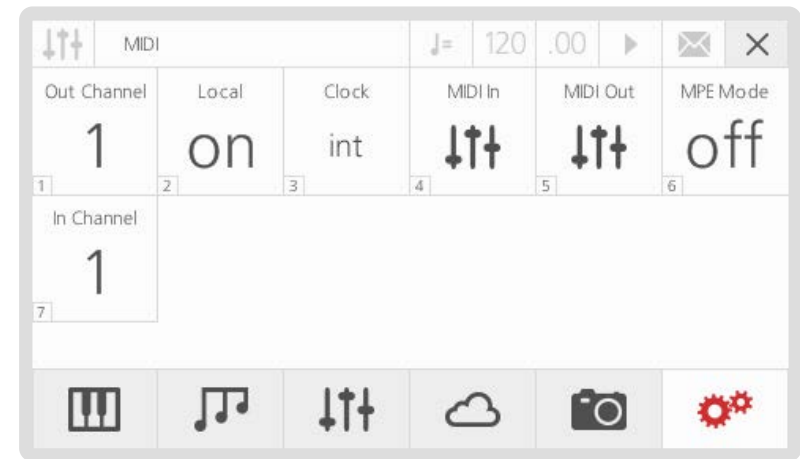 MIDI ♩= 120 .00
Out Channel Local Clock MIDI In MIDI Out MPE Mode
1 on int off
1 2 3 4 5 6
In Channel
1
7